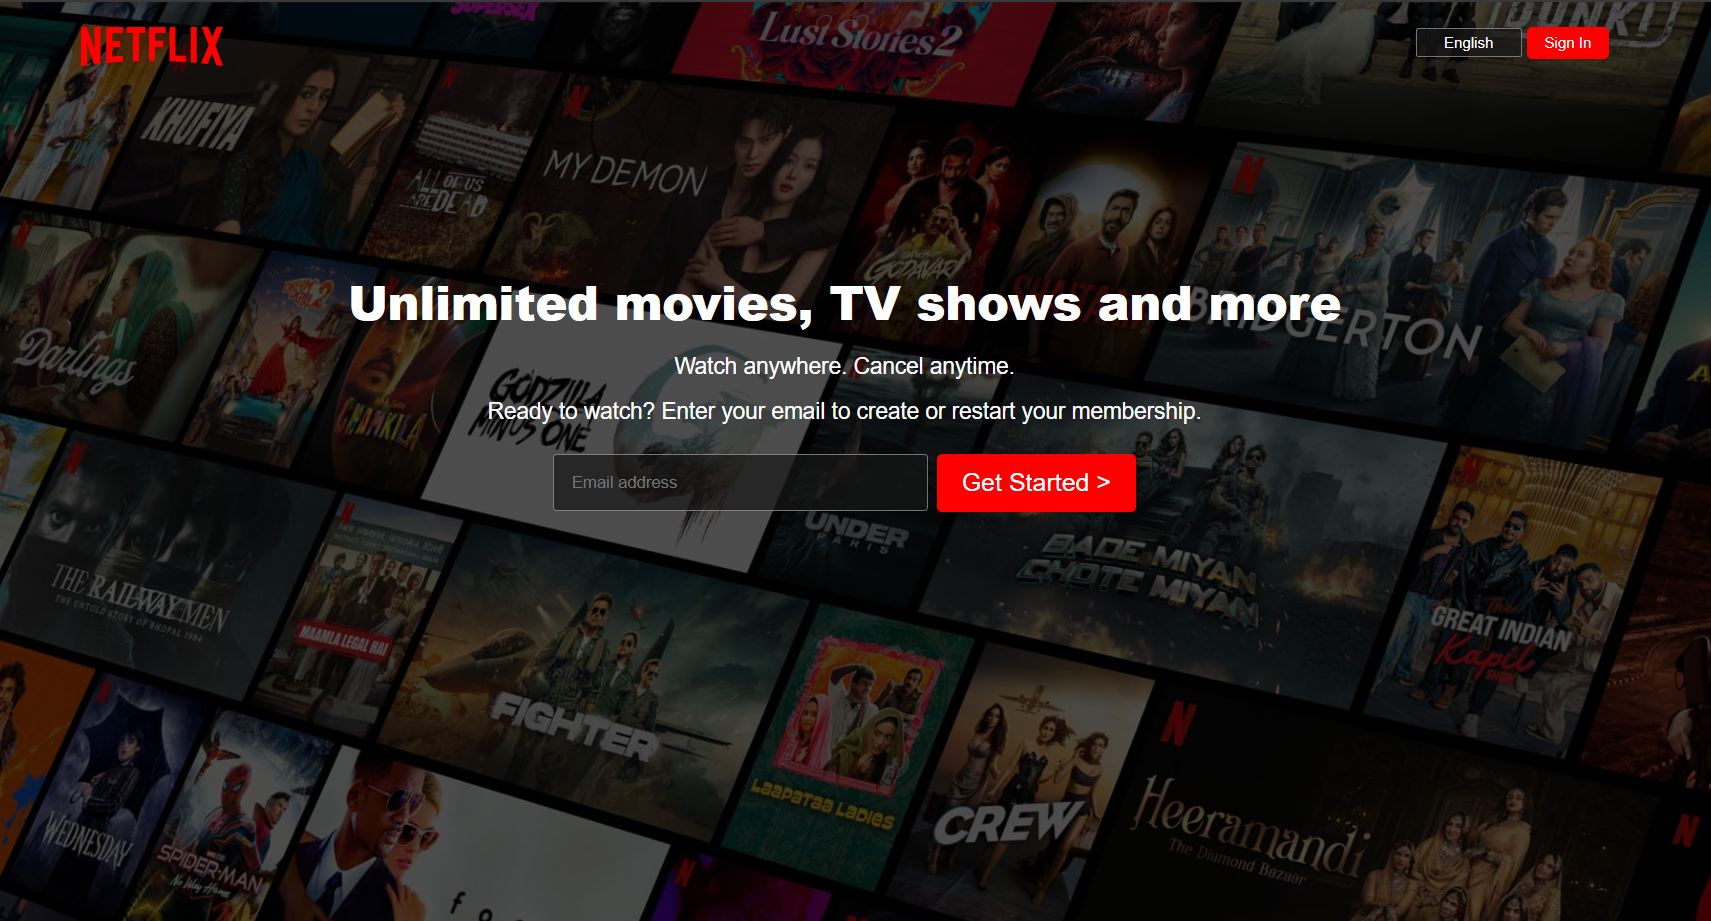 SUPERSEX
Lust Stories 2
DUNKI
NETFLIX
English
Sign In
KHUFIYA
ALL OF US
ARE DEAD
MY DEMON
GODAVARI
BRIDGERTON
Unlimited movies, TV shows and more
Darlings
Watch anywhere. Cancel anytime.
GODZILLA
MINUS ONE
Ready to watch? Enter your email to create or restart your membership.
CHAMKILA
Email address
Get Started >
UNDER
PARIS
BADE MIYAN
CHOTE MIYAN
THE RAILWAY MEN
THE UNTOLD STORY OF BHOPAL 1984
MAAMLA LEGAL HAI
The
GREAT INDIAN
Kapil
SHOW
FIGHTER
LAAPATAA LADIES
CREW
Heeramandi
The Diamond Bazaar
WEDNESDAY
SPIDER-MAN
No Way Home